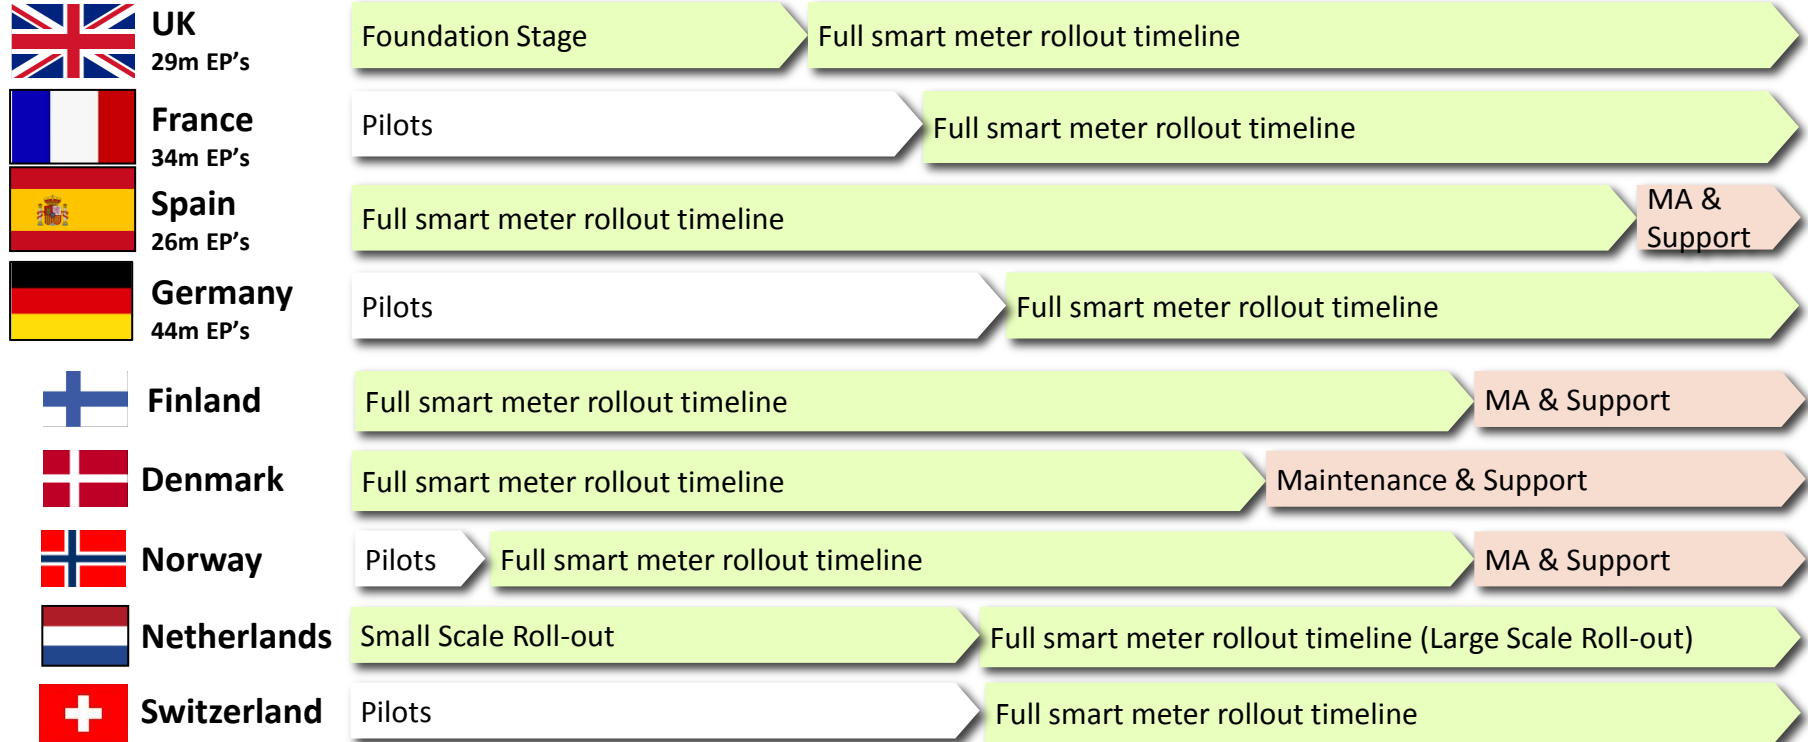 UK
29m EP’s
Foundation Stage
Full smart meter rollout timeline
France
34m EP’s
Pilots
Full smart meter rollout timeline
Spain
26m EP’s
Full smart meter rollout timeline
MA &
Support
Germany
44m EP’s
Pilots
Full smart meter rollout timeline
Finland
Full smart meter rollout timeline
MA & Support
Denmark
Full smart meter rollout timeline
Maintenance & Support
Norway
Pilots
Full smart meter rollout timeline
MA & Support
Netherlands
Small Scale Roll-out
Full smart meter rollout timeline (Large Scale Roll-out)
Switzerland
Pilots
Full smart meter rollout timeline